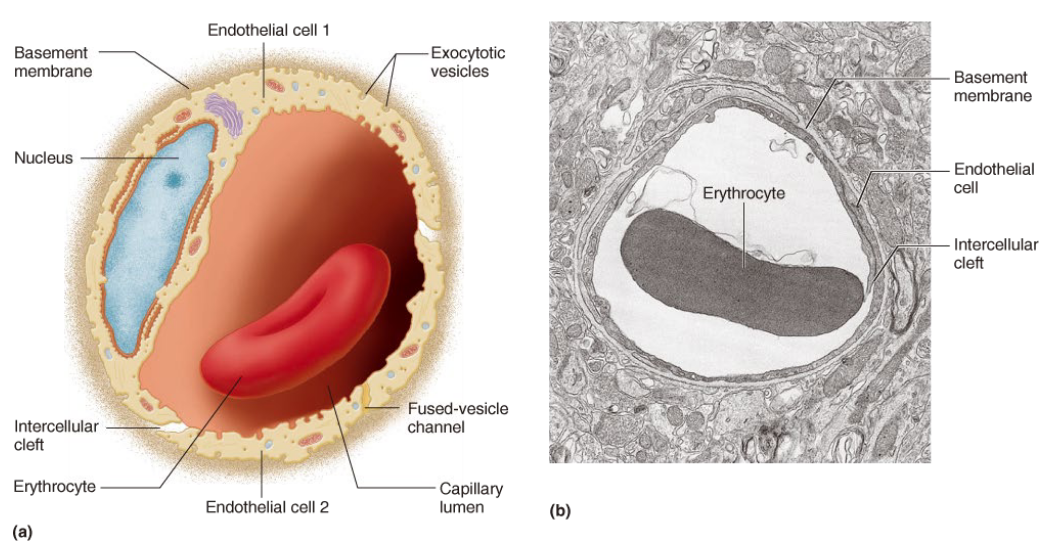 Endothelial cell 1
Basement
membrane
Exocytotic
vesicles
Nucleus
Intercellular
cleft
Fused-vesicle
channel
Erythrocyte
Endothelial cell 2
Capillary
lumen
(a)
Basement
membrane
Endothelial
cell
Erythrocyte
Intercellular
cleft
(b)